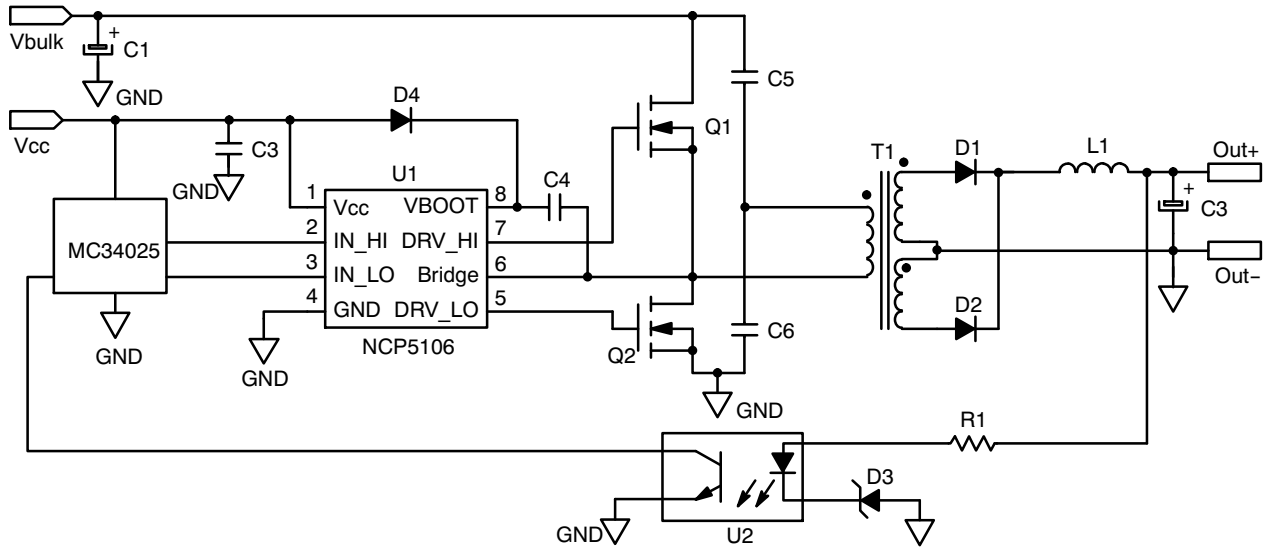 Vbulk
+
C1
GND
C5
D4
Vcc
C3
GND
Q1
U1
C4
T1
D1
L1
Out+
1
Vcc
VBOOT
8
+
C3
MC34025
2
IN_HI
DRV_HI
7
3
IN_LO
Bridge
6
Out−
4
GND
DRV_LO
5
D2
C6
Q2
GND
GND
NCP5106
GND
R1
D3
GND
U2